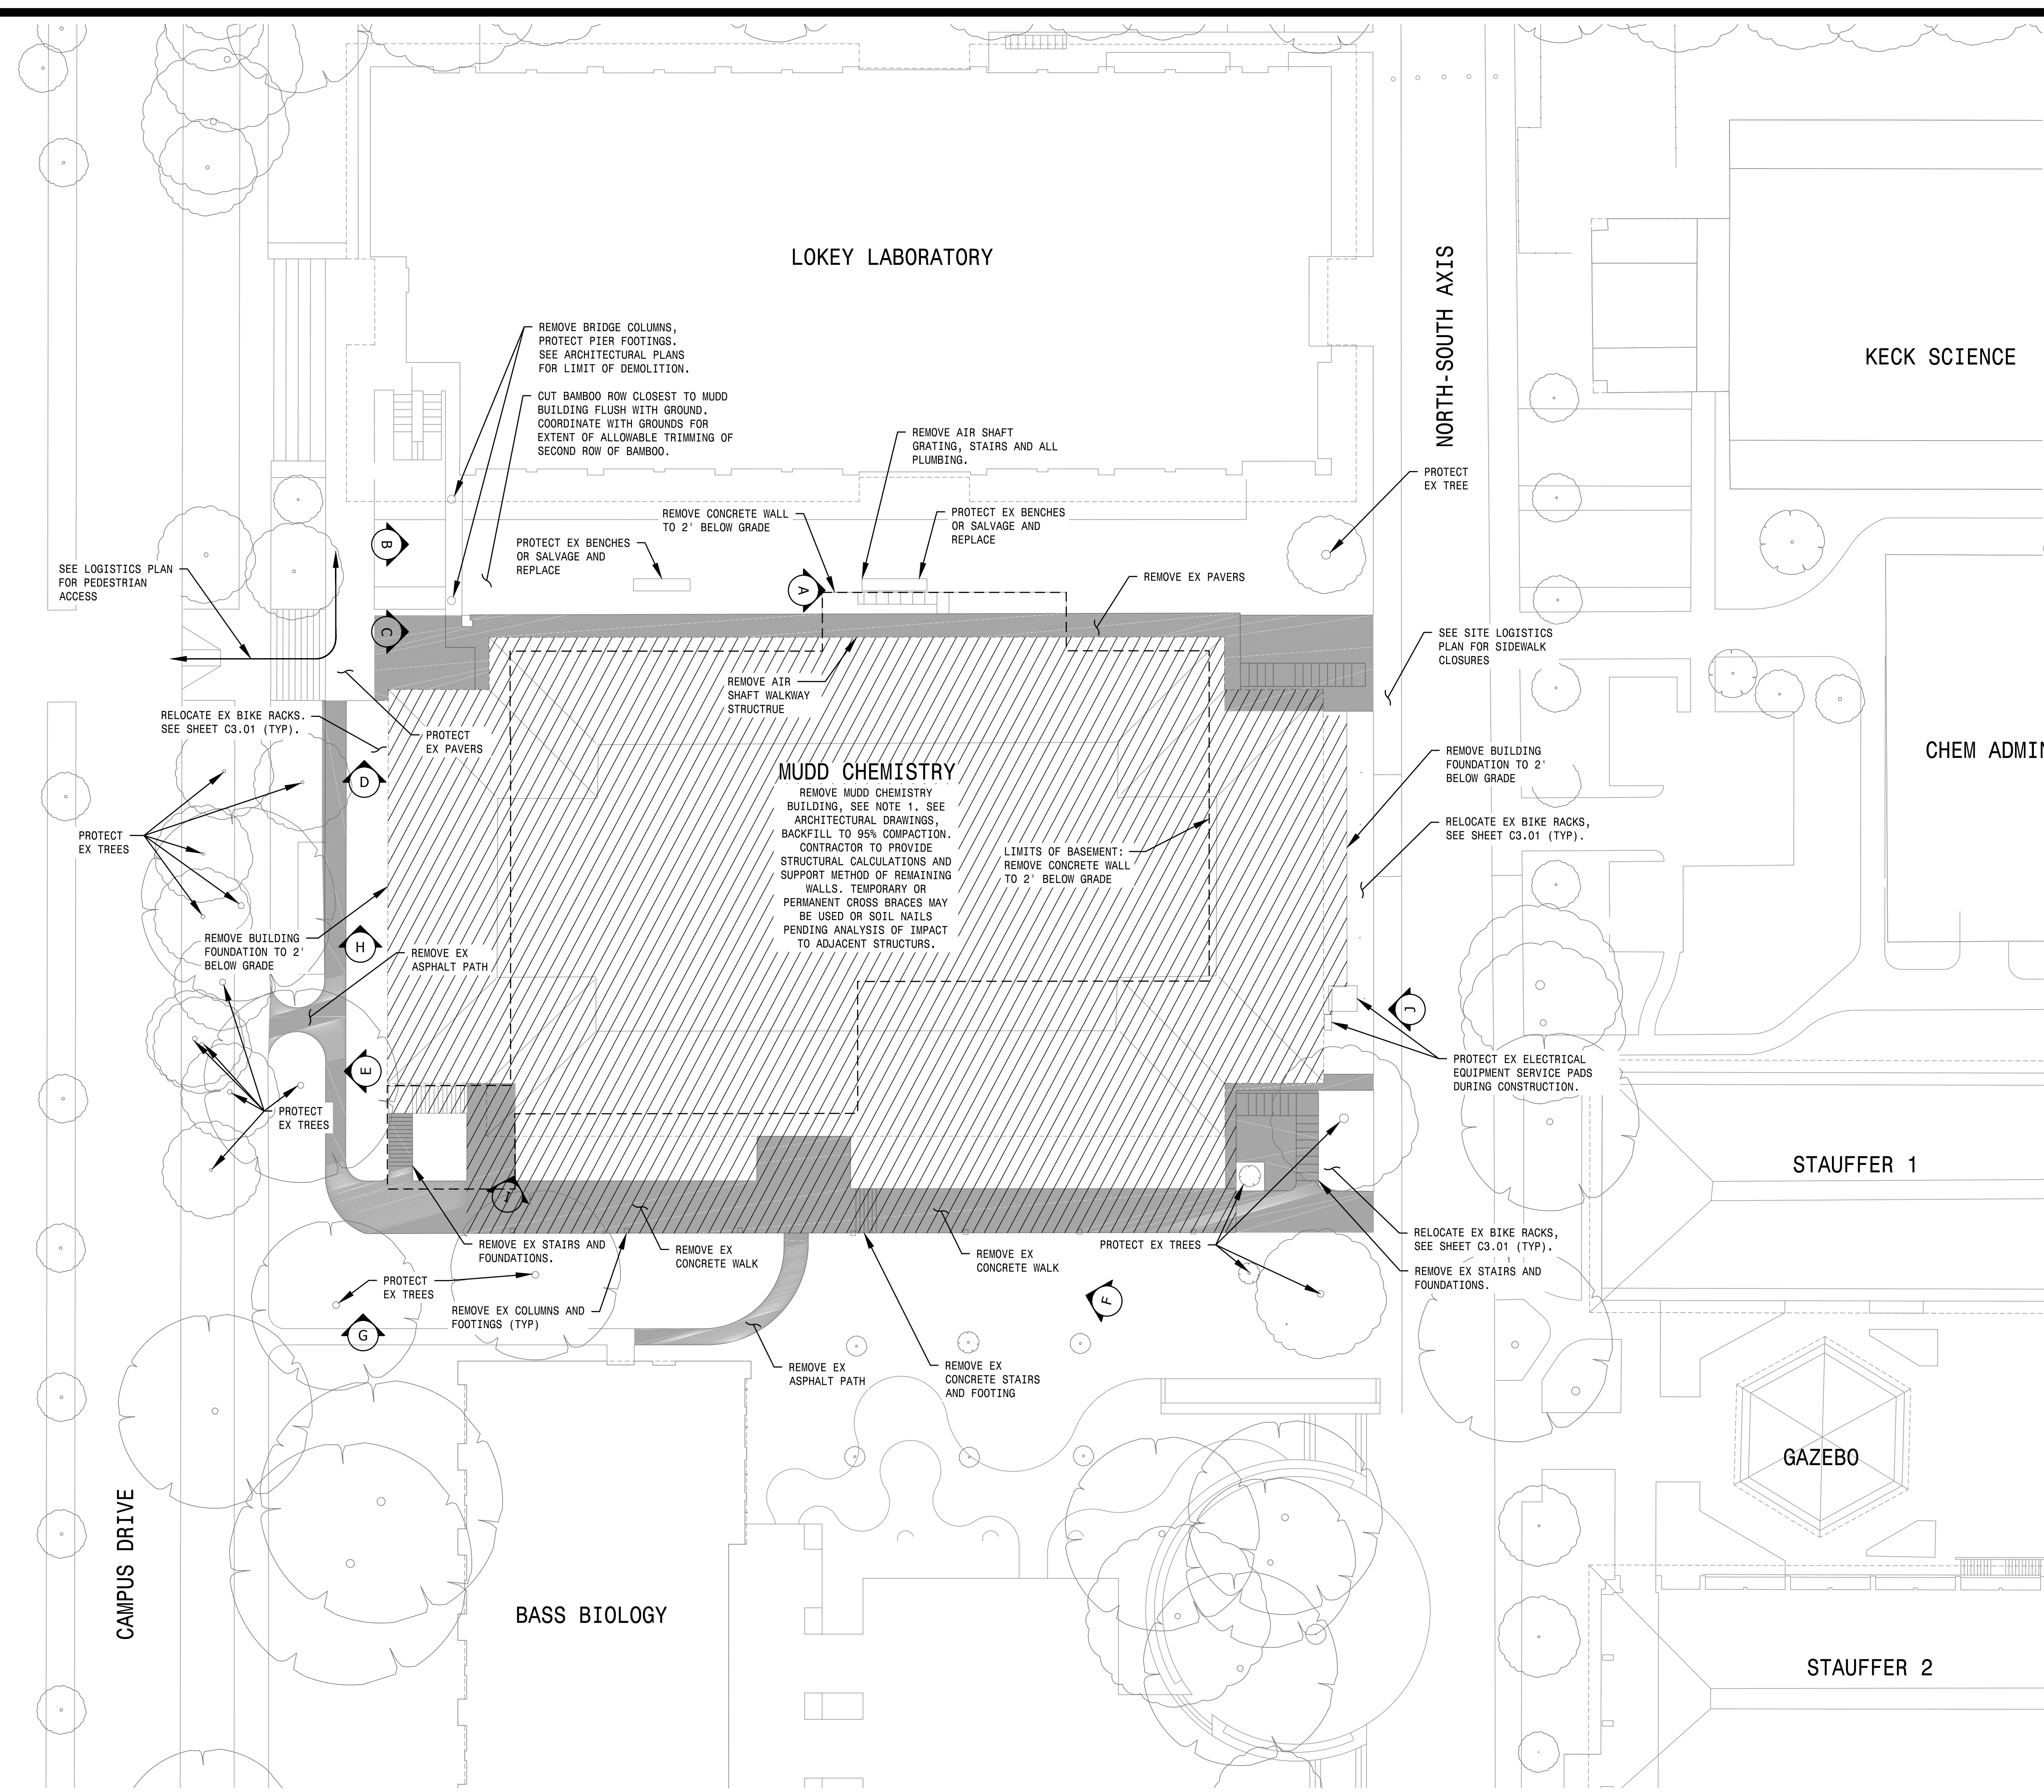 LOKEY LABORATORY
NORTH-SOUTH AXIS
KECK SCIENCE
REMOVE BRIDGE COLUMNS,
PROTECT PIER FOOTINGS.
SEE ARCHITECTURAL PLANS
FOR LIMIT OF DEMOLITION.
CUT BAMBOO ROW CLOSEST TO MUDD
BUILDING FLUSH WITH GROUND.
COORDINATE WITH GROUNDS FOR
EXTENT OF ALLOWABLE TRIMMING OF
SECOND ROW OF BAMBOO.
REMOVE AIR SHAFT
GRATING, STAIRS AND ALL
PLUMBING.
PROTECT
EX TREE
REMOVE CONCRETE WALL
TO 2' BELOW GRADE
PROTECT EX BENCHES
OR SALVAGE AND
REPLACE
PROTECT EX BENCHES
OR SALVAGE AND
REPLACE
B
SEE LOGISTICS PLAN
FOR PEDESTRIAN
ACCESS
A
REMOVE EX PAVERS
C
SEE SITE LOGISTICS
PLAN FOR SIDEWALK
CLOSURES
REMOVE AIR
SHAFT WALKWAY
STRUCTRUE
RELOCATE EX BIKE RACKS.
SEE SHEET C3.01 (TYP).
PROTECT
EX PAVERS
D
MUDD CHEMISTRY
REMOVE MUDD CHEMISTRY
BUILDING, SEE NOTE 1. SEE
ARCHITECTURAL DRAWINGS,
BACKFILL TO 95% COMPACTION.
CONTRACTOR TO PROVIDE
STRUCTURAL CALCULATIONS AND
SUPPORT METHOD OF REMAINING
WALLS. TEMPORARY OR
PERMANENT CROSS BRACES MAY
BE USED OR SOIL NAILS
PENDING ANALYSIS OF IMPACT
TO ADJACENT STRUCTURS.
REMOVE BUILDING
FOUNDATION TO 2'
BELOW GRADE
CHEM ADMIN
PROTECT
EX TREES
LIMITS OF BASEMENT:
REMOVE CONCRETE WALL
TO 2' BELOW GRADE
RELOCATE EX BIKE RACKS,
SEE SHEET C3.01 (TYP).
REMOVE BUILDING
FOUNDATION TO 2'
BELOW GRADE
H
REMOVE EX
ASPHALT PATH
J
E
PROTECT EX ELECTRICAL
EQUIPMENT SERVICE PADS
DURING CONSTRUCTION.
PROTECT
EX TREES
STAUFFER 1
I
REMOVE EX STAIRS AND
FOUNDATIONS.
REMOVE EX
CONCRETE WALK
REMOVE EX
CONCRETE WALK
PROTECT EX TREES
RELOCATE EX BIKE RACKS,
SEE SHEET C3.01 (TYP).
REMOVE EX STAIRS AND
FOUNDATIONS.
PROTECT
EX TREES
REMOVE EX COLUMNS AND
FOOTINGS (TYP)
F
G
REMOVE EX
ASPHALT PATH
REMOVE EX
CONCRETE STAIRS
AND FOOTING
GAZEBO
CAMPUS DRIVE
BASS BIOLOGY
STAUFFER 2